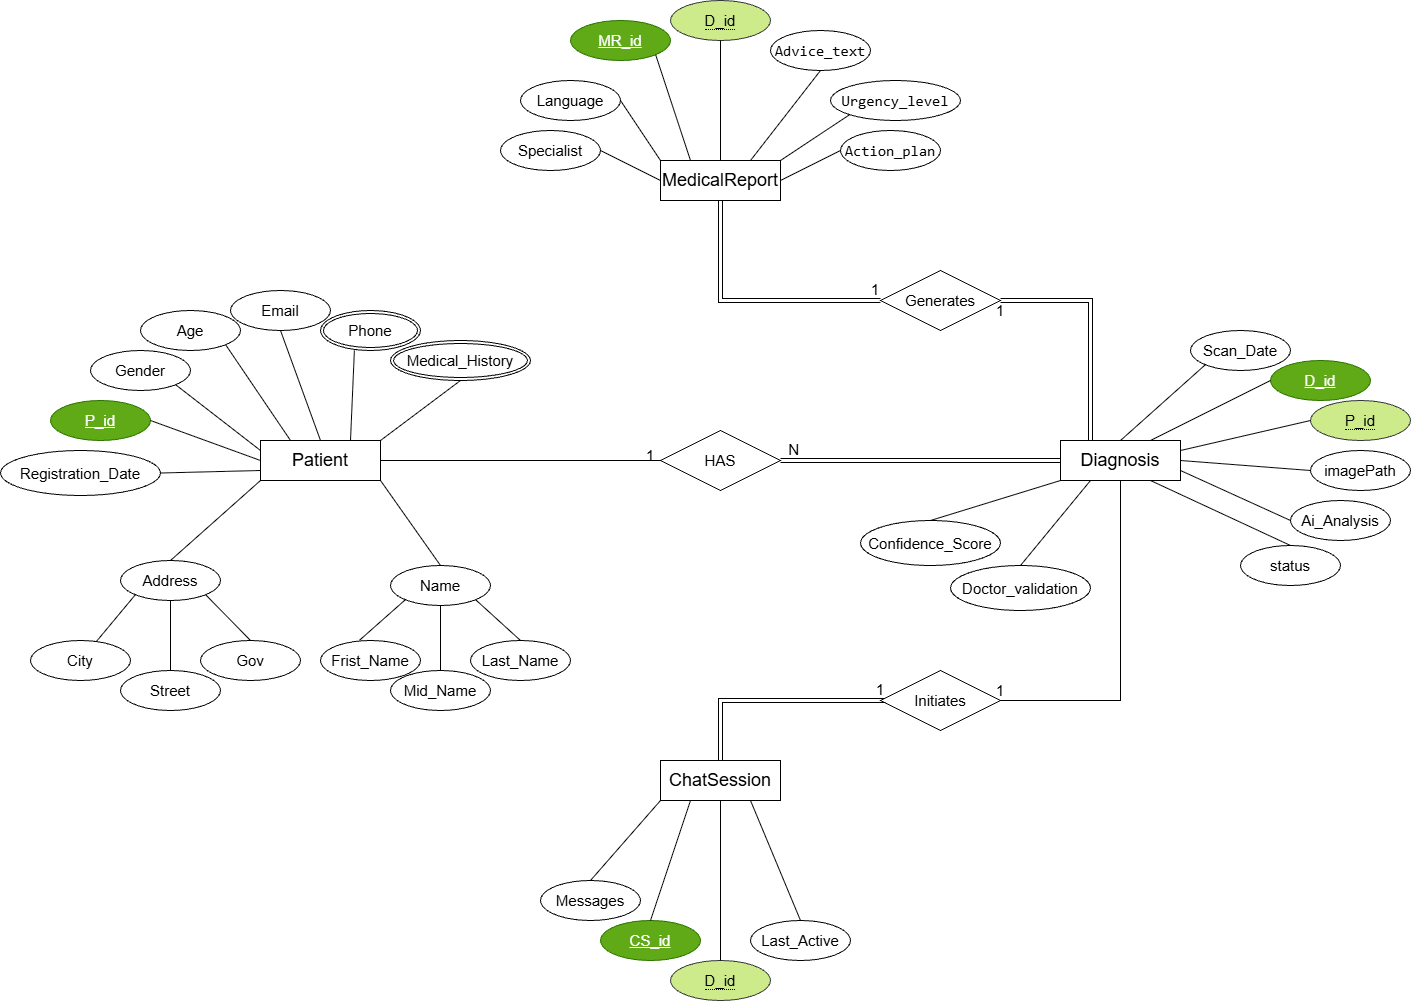 D_id
MR_id
Advice_text
Language
Urgency_level
Specialist
Action_plan
MedicalReport
1
Generates
1
Email
Age
Phone
Medical_History
Gender
P_id
Registration_Date
Patient
1
HAS
N
Diagnosis
Scan_Date
D_id
P_id
imagePath
Ai_Analysis
status
Confidence_Score
Doctor_validation
Address
Name
City
Street
Gov
Frist_Name
Mid_Name
Last_Name
1
Initiates
1
ChatSession
Messages
CS_id
D_id
Last_Active